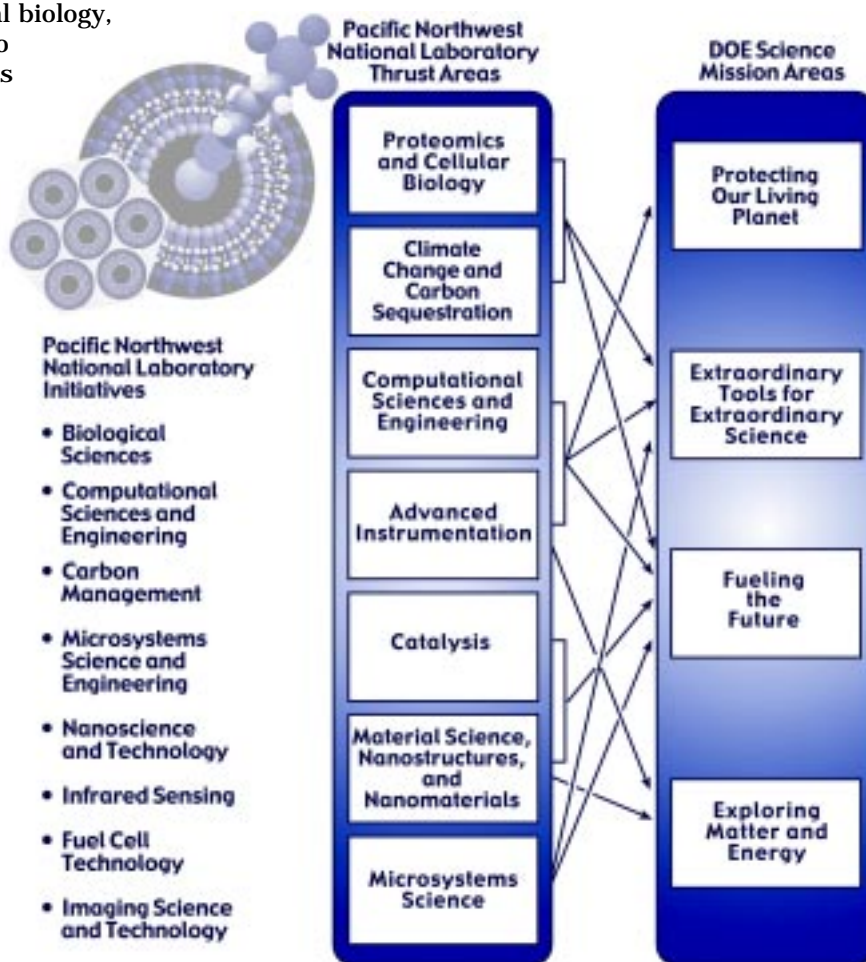 al biology,
o
s
Pacific Northwest
National Laboratory
Thrust Areas
DOE Science
Mission Areas
Proteomics
and Cellular
Biology
Climate
Change and
Carbon
Sequestration
Computational
Sciences and
Engineering
Advanced
Instrumentation
Catalysis
Material Science,
Nanostructures,
and
Nanomaterials
Microsystems
Science
Protecting
Our Living
Planet
Extraordinary
Tools for
Extraordinary
Science
Fueling
the
Future
Exploring
Matter and
Energy
Pacific Northwest
National Laboratory
Initiatives
• Biological
Sciences
• Computational
Sciences and
Engineering
• Carbon
Management
• Microsystems
Science and
Engineering
• Nanoscience
and Technology
• Infrared Sensing
• Fuel Cell
Technology
• Imaging Science
and Technology